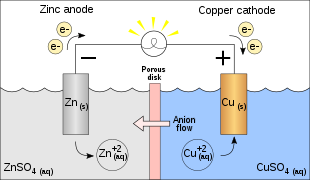 Zinc anode
Copper cathode
e-
e-
e-
e-
−
+
Porous
disk
Zn (s)
Cu (s)
Anion
flow
Zn+2 (aq)
Cu+2 (aq)
ZnSO4 (aq)
CuSO4 (aq)